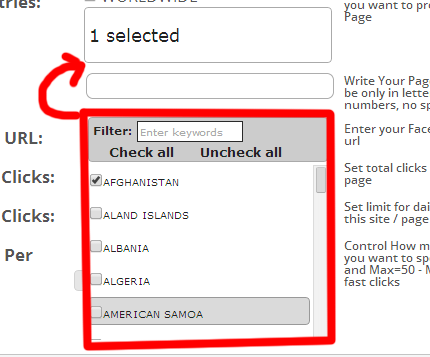 tries:
WORLDWIDE
you want to
Page
1 selected
Write Your Pag
be only in lette
numbers, no sp
Filter: Enter keywords
Check all Uncheck all
URL:
Enter your Face
url
AFGHANISTAN
Clicks:
Set total clicks
page
ALAND ISLANDS
Clicks:
Set limit for dai
this site / page
ALBANIA
Per
Control How m
you want to sp
and Max=50 - M
fast clicks
ALGERIA
AMERICAN SAMOA